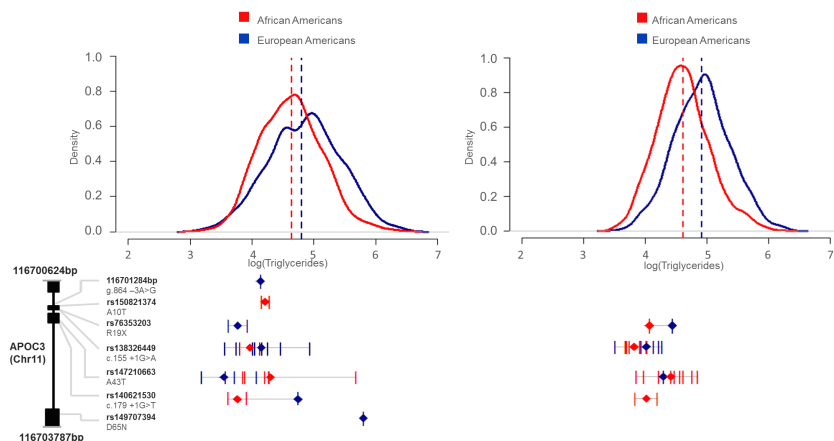 African Americans
European Americans
1.0
0.8
0.6
0.4
0.2
0.0
Density
2
3
4
5
6
7
log(Triglycerides)
African Americans
European Americans
1.0
0.8
0.6
0.4
0.2
0.0
Density
2
3
4
5
6
7
log(Triglycerides)
116700624bp
APOC3
(Chr11)
116703787bp
116701284bp
g.864 –3A>G
rs150821374
A10T
rs76353203
R19X
rs138326449
c.155 +1G>A
rs147210663
A43T
rs140621530
c.179 +1G>T
rs149707394
D65N